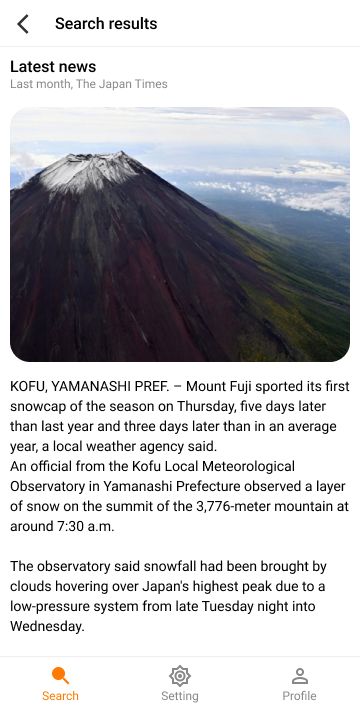 Search results
Latest news
Last month, The Japan Times
KOFU, YAMANASHI PREF. – Mount Fuji sported its first
snowcap of the season on Thursday, five days later
than last year and three days later than in an average
year, a local weather agency said.
An official from the Kofu Local Meteorological
Observatory in Yamanashi Prefecture observed a layer
of snow on the summit of the 3,776-meter mountain at
around 7:30 a.m.
The observatory said snowfall had been brought by
clouds hovering over Japan's highest peak due to a
low-pressure system from late Tuesday night into
Wednesday.
Search
Setting
Profile